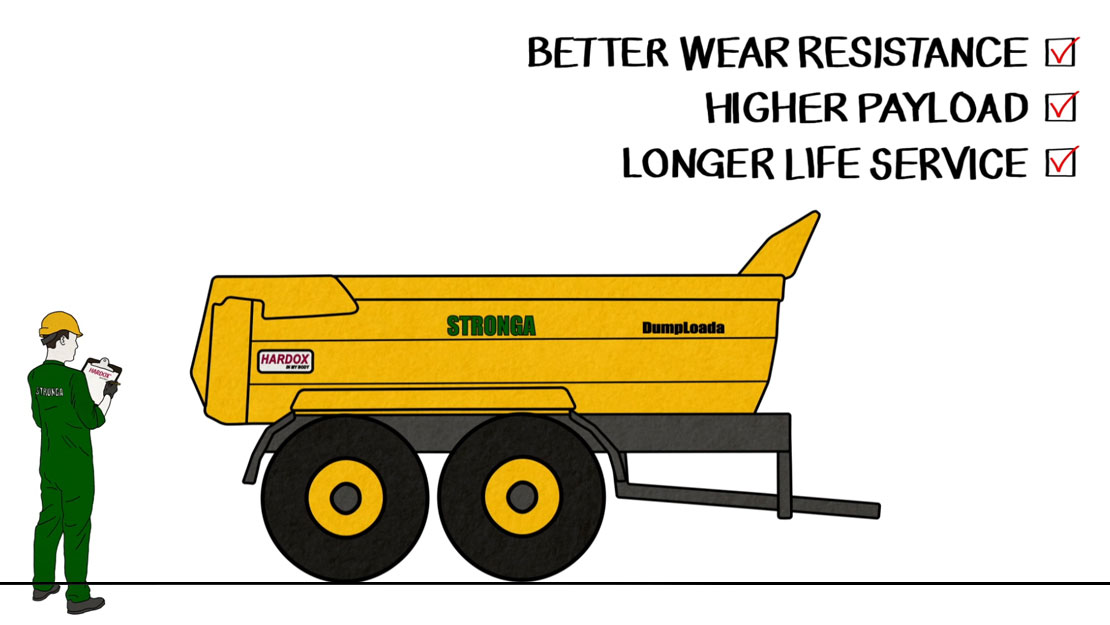 BETTER WEAR RESISTANCE
HIGHER PAYLOAD
LONGER LIFE SERVICE
STRONGA
DumpLoada
HARDOX
IN MY BODY
HARDOX
STRONGA